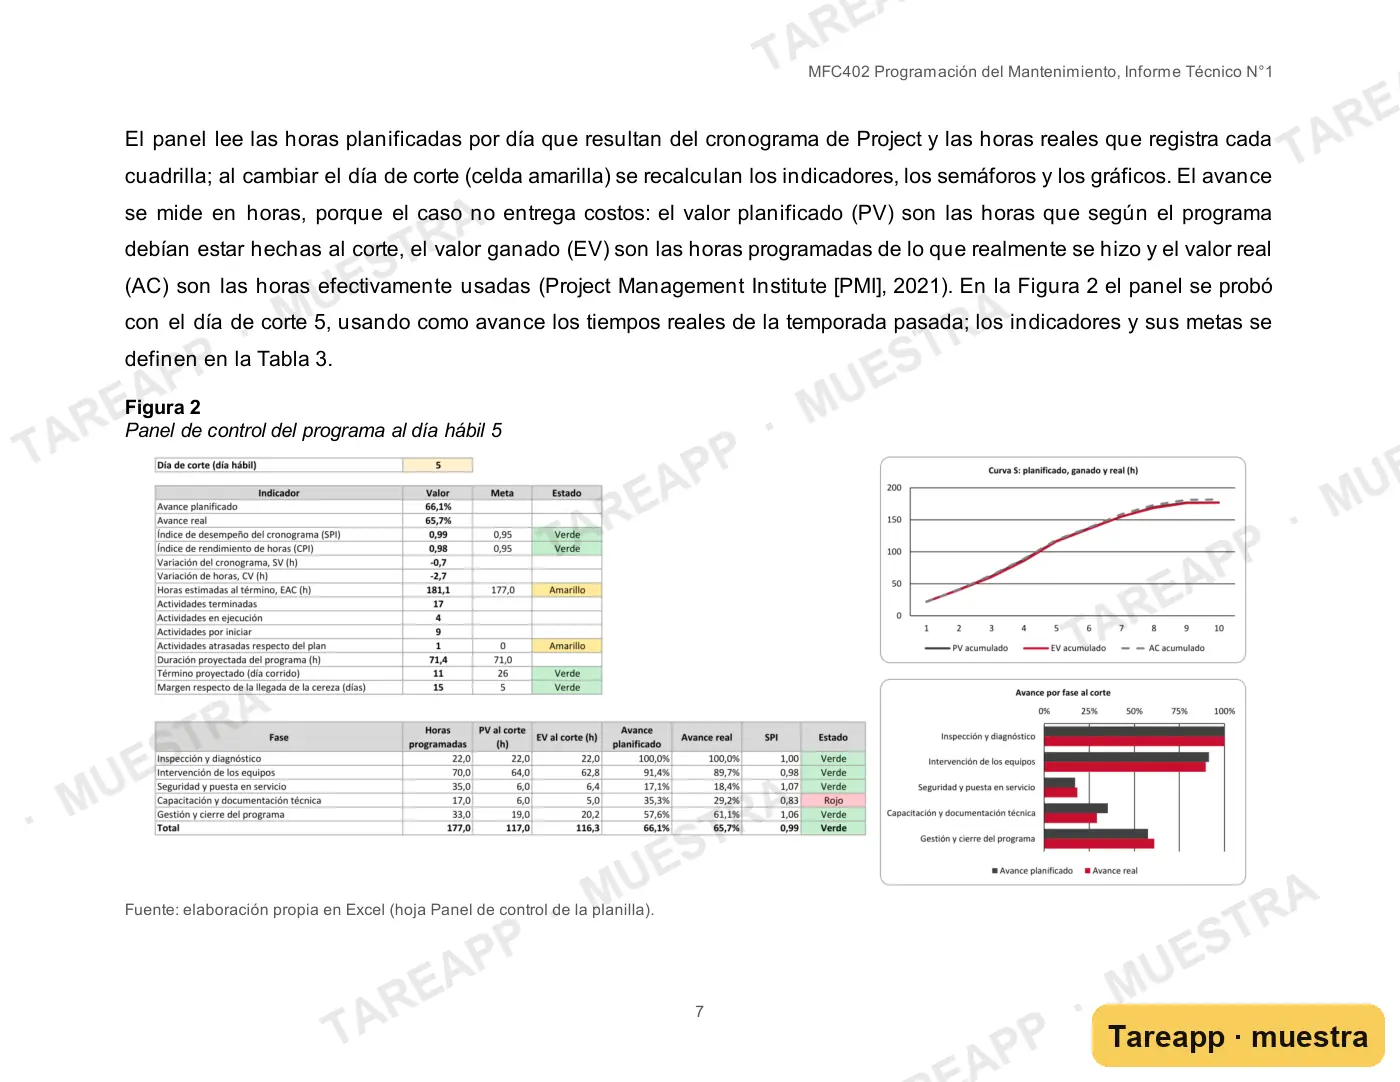 MFC402 Programación del Mantenimiento, Informe Técnico N°1
El panel lee las horas planificadas por día que resultan del cronograma de Project y las horas reales que registra cada
cuadrilla; al cambiar el día de corte (celda amarilla) se recalculan los indicadores, los semáforos y los gráficos. El avance
se mide en horas, porque el caso no entrega costos: el valor planificado (PV) son las horas que según el programa
debían estar hechas al corte, el valor ganado (EV) son las horas programadas de lo que realmente se hizo y el valor real
(AC) son las horas efectivamente usadas (Project Management Institute [PMI], 2021). En la Figura 2 el panel se probó
con el día de corte 5, usando como avance los tiempos reales de la temporada pasada; los indicadores y sus metas se
definen en la Tabla 3.
Figura 2
Panel de control del programa al día hábil 5
Día de corte (día hábil) 5
Indicador Valor Meta Estado
Avance planificado 66,1%
Avance real 65,7%
Índice de desempeño del cronograma (SPI) 0,99 0,95 Verde
Índice de rendimiento de horas (CPI) 0,98 0,95 Verde
Variación del cronograma, SV (h) -0,7
Variación de horas, CV (h) -2,7
Horas estimadas al término, EAC (h) 181,1 177,0 Amarillo
Actividades terminadas 17
Actividades en ejecución 4
Actividades por iniciar 9
Actividades atrasadas respecto del plan 1 0 Amarillo
Duración proyectada del programa (h) 71,4 71,0
Término proyectado (día corrido) 11 26 Verde
Margen respecto de la llegada de la cereza (días) 15 5 Verde
Fase Horas programadas PV al corte (h) EV al corte (h) Avance planificado Avance real SPI Estado
Inspección y diagnóstico 22,0 22,0 22,0 100,0% 100,0% 1,00 Verde
Intervención de los equipos 70,0 64,0 62,8 91,4% 89,7% 0,98 Verde
Seguridad y puesta en servicio 35,0 6,0 6,4 17,1% 18,4% 1,07 Verde
Capacitación y documentación técnica 17,0 6,0 5,0 35,3% 29,2% 0,83 Rojo
Gestión y cierre del programa 33,0 19,0 20,2 57,6% 61,1% 1,06 Verde
Total 177,0 117,0 116,3 66,1% 65,7% 0,99 Verde
Curva S: planificado, ganado y real (h)
200
150
100
50
0
1 2 3 4 5 6 7 8 9 10
PV acumulado EV acumulado AC acumulado
Avance por fase al corte
0% 25% 50% 75% 100%
Inspección y diagnóstico
Intervención de los equipos
Seguridad y puesta en servicio
Capacitación y documentación técnica
Gestión y cierre del programa
Avance planificado Avance real
Fuente: elaboración propia en Excel (hoja Panel de control de la planilla).
7
Tareapp · muestra
TAREAPP · MUESTRA